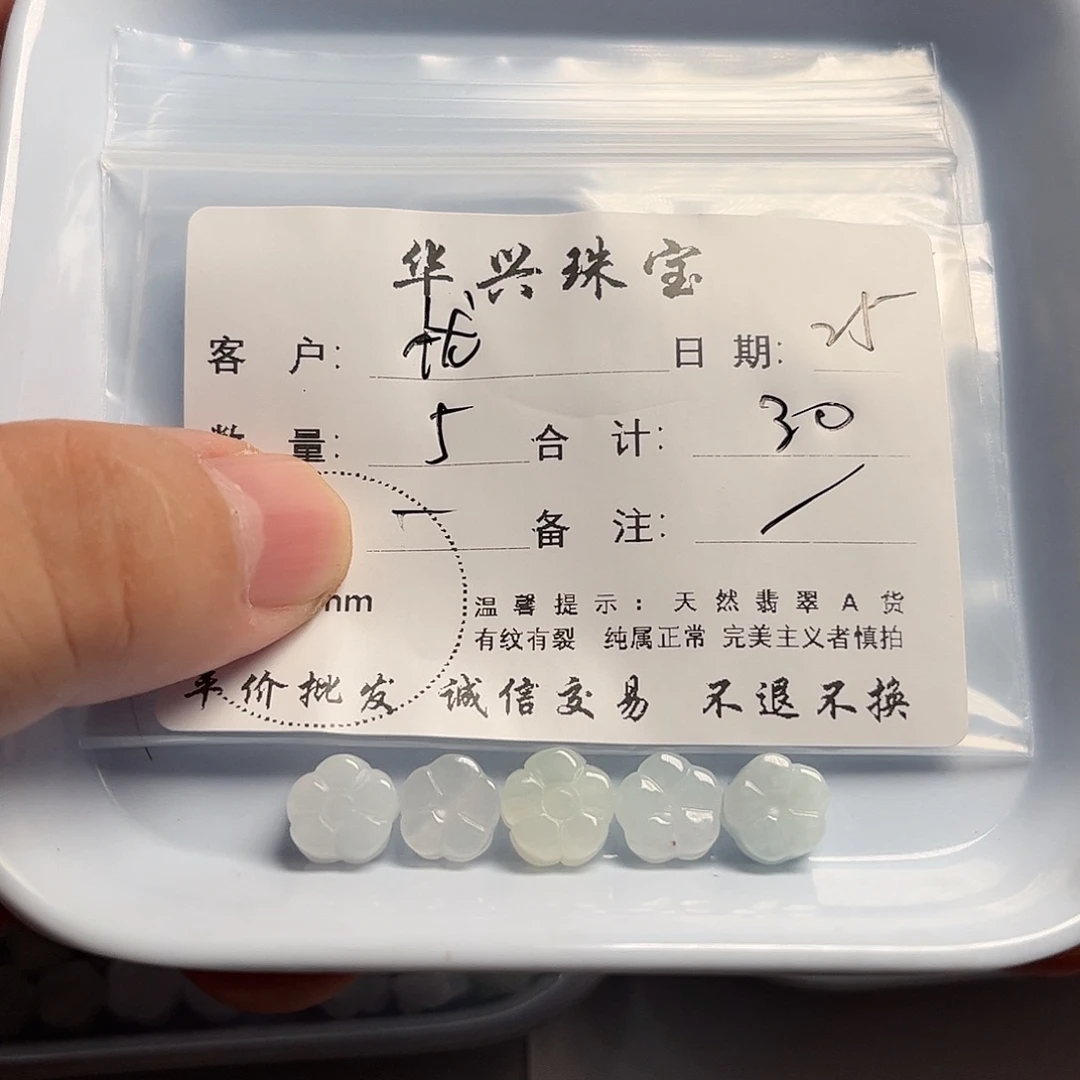 华兴珠宝
客 户: 日 期: 25
数 量: 5 合 计: 30
一 备 注: /
mm
温馨提示: 天然翡翠A货
有纹有裂 纯属正常 完美主义者慎拍
平价批发 诚信交易 不退不换